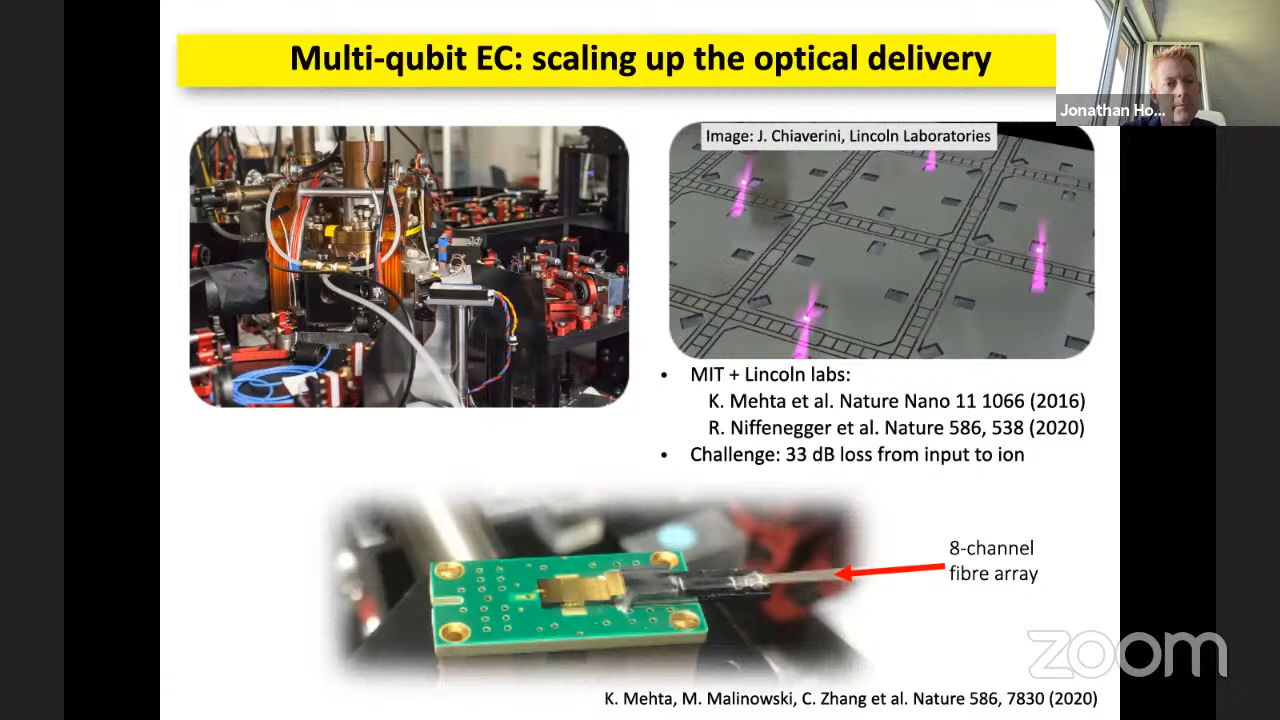 Multi-qubit EC: scaling up the optical delivery
Jonathan Ho...
Image: J. Chiaverini, Lincoln Laboratories
• MIT + Lincoln labs:
K. Mehta et al. Nature Nano 11 1066 (2016)
R. Niffenegger et al. Nature 586, 538 (2020)
• Challenge: 33 dB loss from input to ion
8-channel
fibre array
zoom
K. Mehta, M. Malinowski, C. Zhang et al. Nature 586, 7830 (2020)